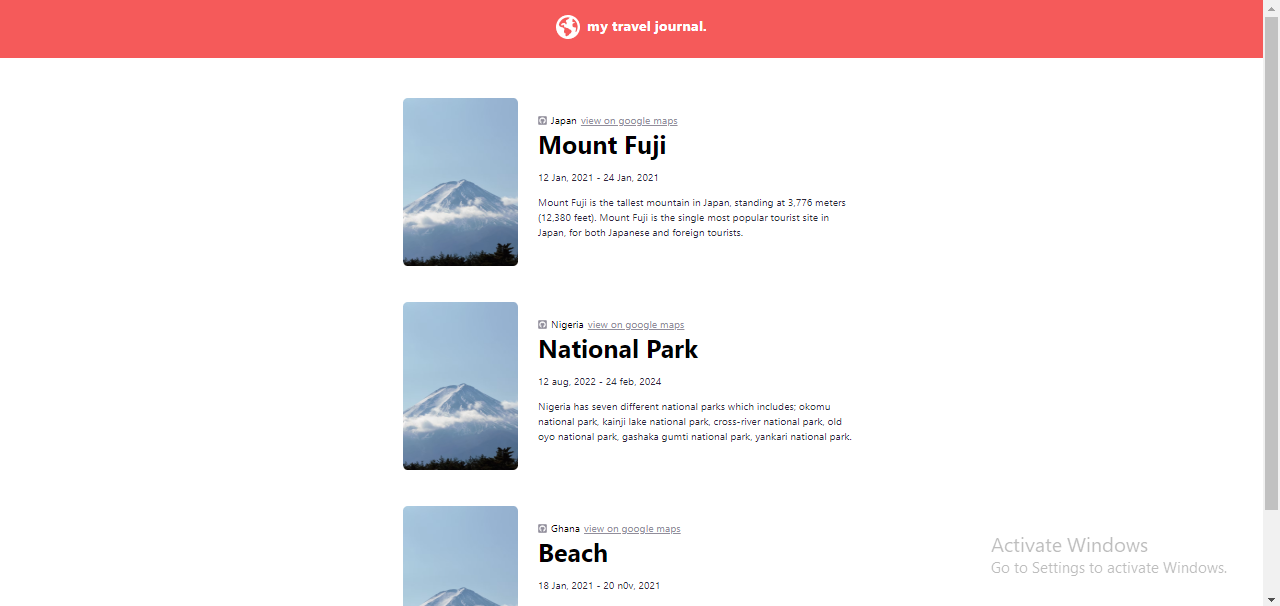 my travel journal.
Japan view on google maps
Mount Fuji
12 Jan, 2021 - 24 Jan, 2021
Mount Fuji is the tallest mountain in Japan, standing at 3,776 meters
(12,380 feet). Mount Fuji is the single most popular tourist site in
Japan, for both Japanese and foreign tourists.
Nigeria view on google maps
National Park
12 aug, 2022 - 24 feb, 2024
Nigeria has seven different national parks which includes; okomu
national park, kainji lake national park, cross-river national park, old
oyo national park, gashaka gumti national park, yankari national park.
Ghana view on google maps
Beach
18 Jan, 2021 - 20 n0v, 2021
Activate Windows
Go to Settings to activate Windows.